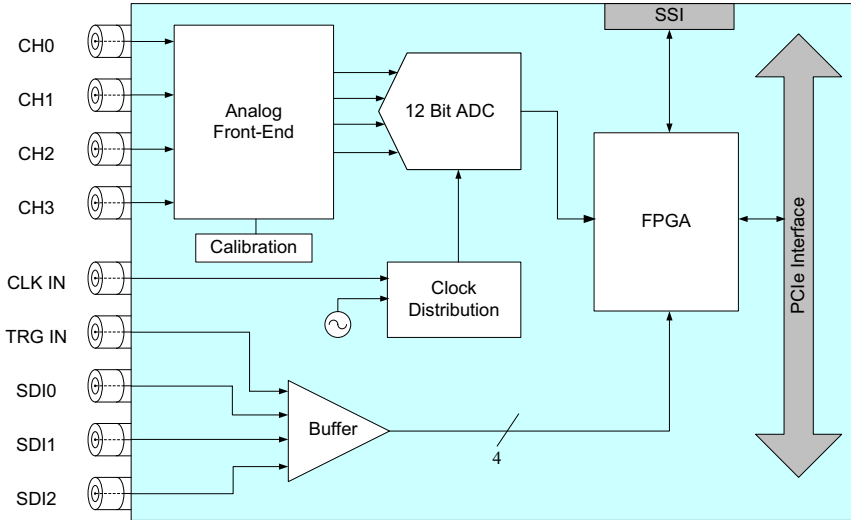 SSI
CH0
CH1
CH2
CH3
Analog
Front-End
12 Bit ADC
FPGA
PCIe Interface
Calibration
CLK IN
Clock
Distribution
TRG IN
SDI0
SDI1
SDI2
Buffer
4